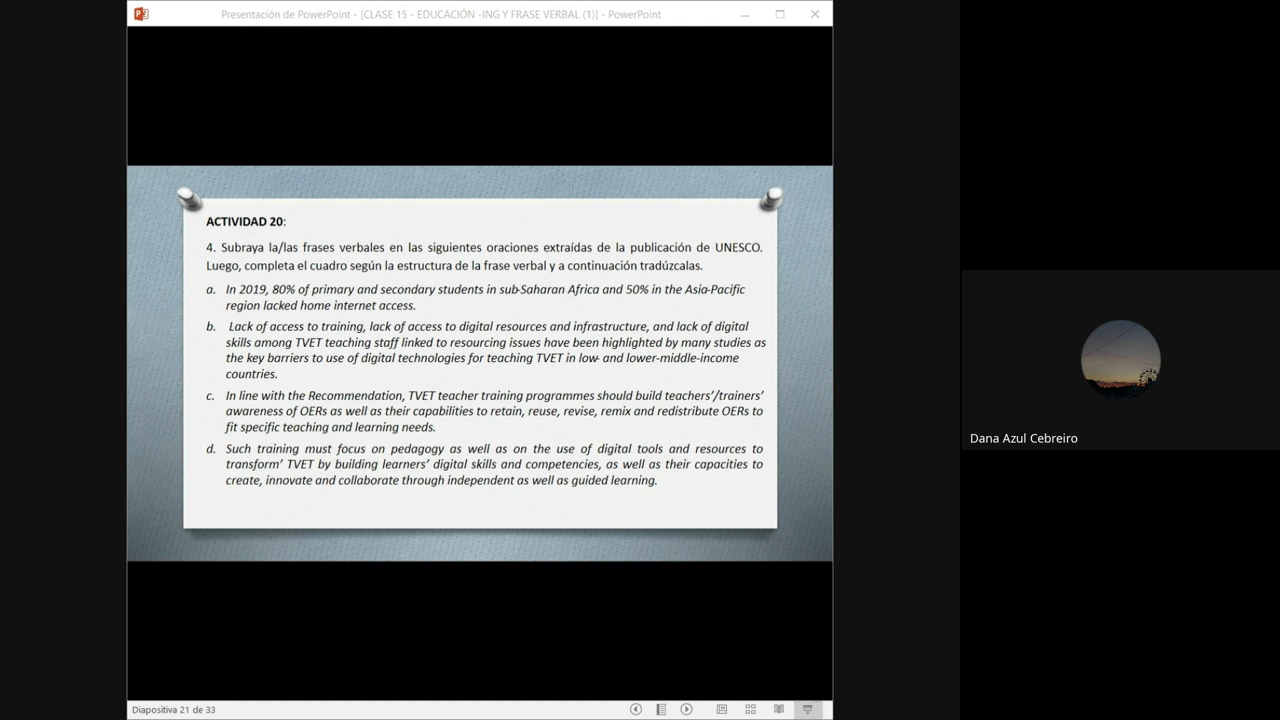 Presentación de PowerPoint - [CLASE 15 - EDUCACIÓN -ING Y FRASE VERBAL (1)] - PowerPoint
ACTIVIDAD 20:
4. Subraya la/las frases verbales en las siguientes oraciones extraídas de la publicación de UNESCO.
Luego, completa el cuadro según la estructura de la frase verbal y a continuación tradúzcalas.
a. In 2019, 80% of primary and secondary students in sub-Saharan Africa and 50% in the Asia-Pacific
region lacked home internet access.
b. Lack of access to training, lack of access to digital resources and infrastructure, and lack of digital
skills among TVET teaching staff linked to resourcing issues have been highlighted by many studies as
the key barriers to use of digital technologies for teaching TVET in low- and lower-middle-income
countries.
c. In line with the Recommendation, TVET teacher training programmes should build teachers’/trainers’
awareness of OERs as well as their capabilities to retain, reuse, revise, remix and redistribute OERs to
fit specific teaching and learning needs.
d. Such training must focus on pedagogy as well as on the use of digital tools and resources to
transform’ TVET by building learners’ digital skills and competencies, as well as their capacities to
create, innovate and collaborate through independent as well as guided learning.
Dana Azul Cebreiro
Diapositiva 21 de 33